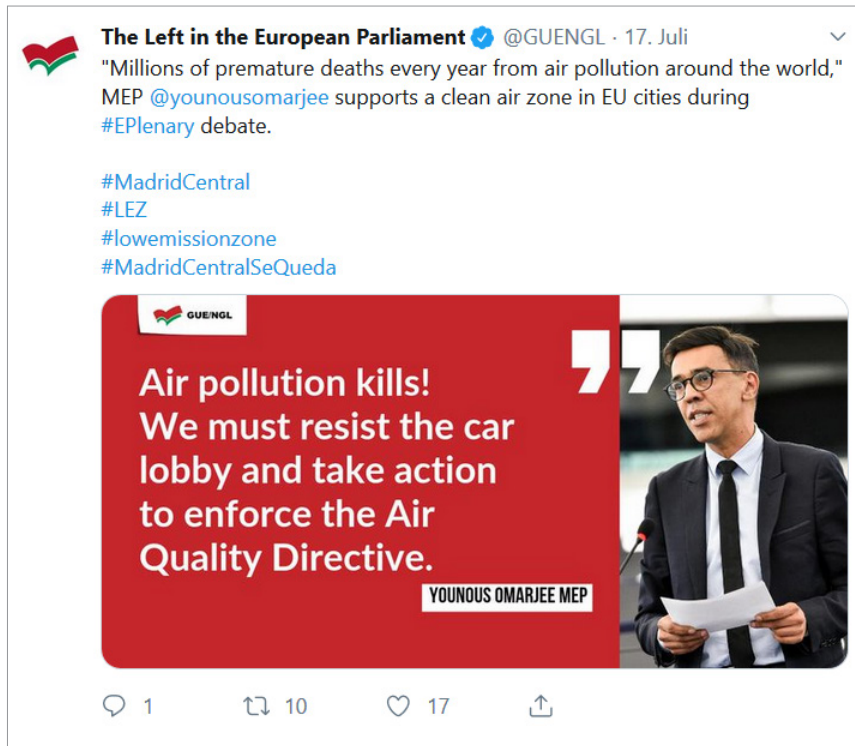 The Left in the European Parliament @GUENGL · 17. Juli
"Millions of premature deaths every year from air pollution around the world,"
MEP @younousomarjee supports a clean air zone in EU cities during
#EPlenary debate.
#MadridCentral
#LEZ
#lowemissionzone
#MadridCentralSeQueda
GUE/NGL
Air pollution kills!
We must resist the car
lobby and take action
to enforce the Air
Quality Directive.
YOUNOUS OMARJEE MEP
1 10 17